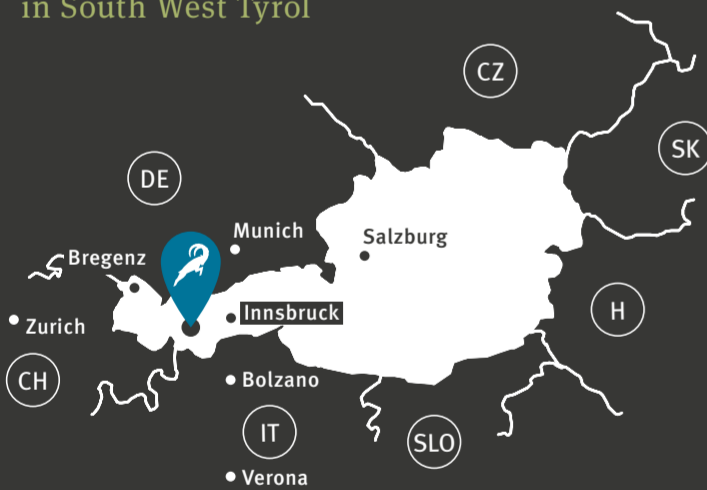 in South West Tyrol
CZ
SK
DE
Munich
Salzburg
Bregenz
Innsbruck
H
Zurich
CH
Bolzano
IT
SLO
Verona